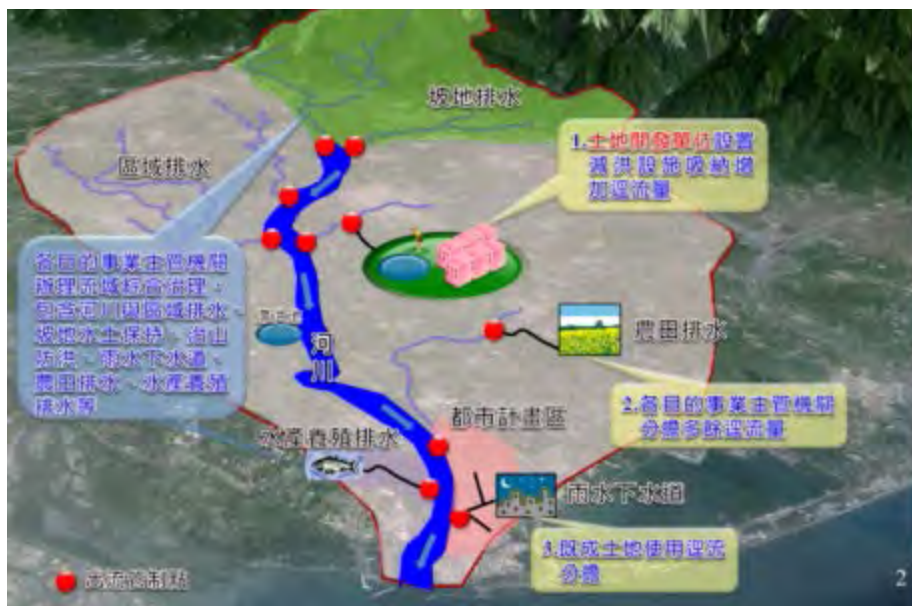 坡地排水
區域排水
1.土地開發單位設置
減洪設施吸納增
加逕流量
各目的事業主管機關
辦理流域綜合治理，
包含河川與區域排水、
坡地水土保持、治山
防洪、雨水下水道、
農田排水、水產養殖
排水等
河
川
農田排水
2.各目的事業主管機關
分擔多餘逕流量
都市計畫區
水產養殖排水
雨水下水道
3.既成土地使用逕流
分擔
2